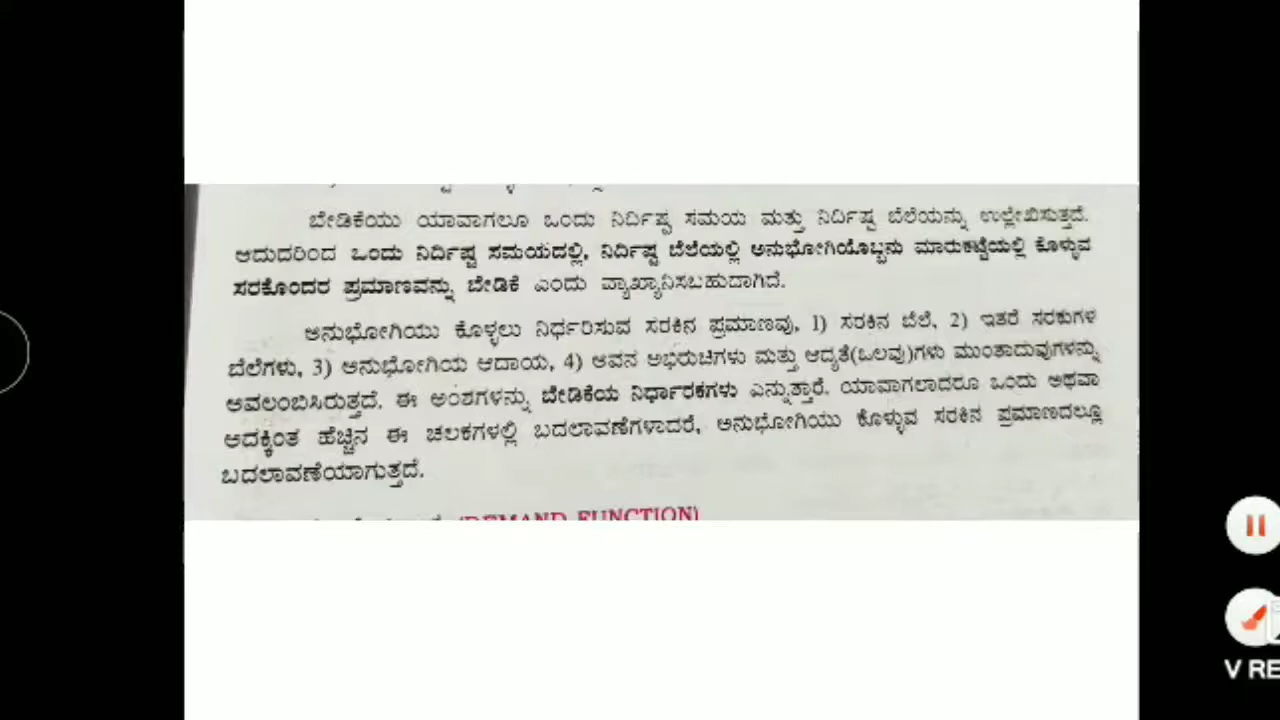 ಬೇಡಿಕೆಯು ಯಾವಾಗಲೂ ಒಂದು ನಿರ್ದಿಷ್ಟ ಸಮಯ ಮತ್ತು ನಿರ್ದಿಷ್ಟ ಬೆಲೆಯನ್ನು ಉಲ್ಲೇಖಿಸುತ್ತದೆ.
ಆದುದರಿಂದ ಒಂದು ನಿರ್ದಿಷ್ಟ ಸಮಯದಲ್ಲಿ, ನಿರ್ದಿಷ್ಟ ಬೆಲೆಯಲ್ಲಿ ಅನುಭೋಗಿಯೊಬ್ಬನು ಮಾರುಕಟ್ಟೆಯಲ್ಲಿ ಕೊಳ್ಳುವ
ಸರಕೊಂದರ ಪ್ರಮಾಣವನ್ನು ಬೇಡಿಕೆ ಎಂದು ವ್ಯಾಖ್ಯಾನಿಸಬಹುದಾಗಿದೆ.
ಅನುಭೋಗಿಯು ಕೊಳ್ಳಲು ನಿರ್ಧರಿಸುವ ಸರಕಿನ ಪ್ರಮಾಣವು, 1) ಸರಕಿನ ಬೆಲೆ, 2) ಇತರೆ ಸರಕುಗಳ
ಬೆಲೆಗಳು, 3) ಅನುಭೋಗಿಯ ಆದಾಯ, 4) ಅವನ ಅಭಿರುಚಿಗಳು ಮತ್ತು ಆದ್ಯತೆ(ಒಲವು)ಗಳು ಮುಂತಾದುವುಗಳನ್ನು
ಅವಲಂಬಿಸಿರುತ್ತದೆ. ಈ ಅಂಶಗಳನ್ನು ಬೇಡಿಕೆಯ ನಿರ್ಧಾರಕಗಳು ಎನ್ನುತ್ತಾರೆ. ಯಾವಾಗಲಾದರೂ ಒಂದು ಅಥವಾ
ಅದಕ್ಕಿಂತ ಹೆಚ್ಚಿನ ಈ ಚಲಕಗಳಲ್ಲಿ ಬದಲಾವಣೆಗಳಾದರೆ, ಅನುಭೋಗಿಯು ಕೊಳ್ಳುವ ಸರಕಿನ ಪ್ರಮಾಣದಲ್ಲೂ
ಬದಲಾವಣೆಯಾಗುತ್ತದೆ.
(DEMAND FUNCTION)
V RE